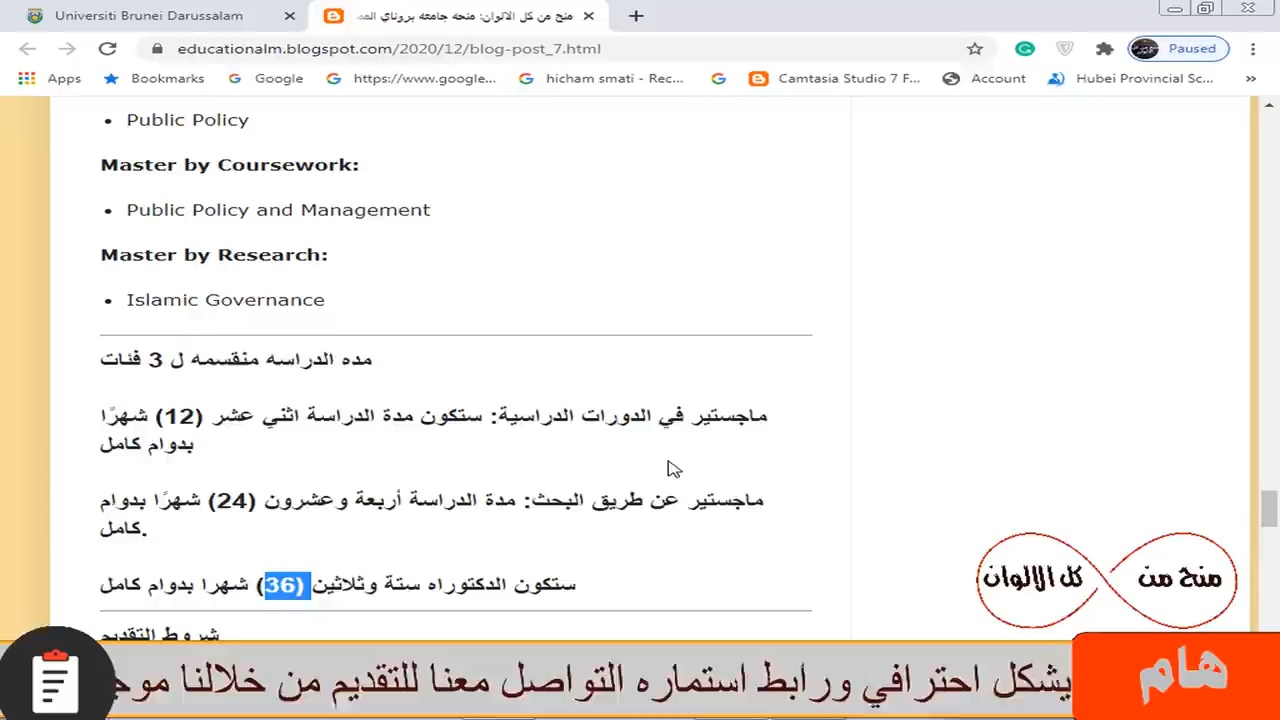 Universiti Brunei Darussalam
منح من كل الالوان: منحه جامعه بروناي المم
educationalm.blogspot.com/2020/12/blog-post_7.html
Paused
Apps
Bookmarks
Google
https://www.google...
hicham smati - Rec...
Camtasia Studio 7 F...
Account
Hubei Provincial Sc...
»
• Public Policy
Master by Coursework:
• Public Policy and Management
Master by Research:
• Islamic Governance
مده الدراسه منقسمه ل 3 فئات
ماجستير في الدورات الدراسية: ستكون مدة الدراسة اثني عشر (12) شهرًا
بدوام كامل
ماجستير عن طريق البحث: مدة الدراسة أربعة وعشرون (24) شهرًا بدوام
كامل.
ستكون الدكتوراه ستة وثلاثين (36) شهرا بدوام كامل
شروط التقديم
منح من كل الالوان
هام
يشكل احترافي ورابط استماره التواصل معنا للتقديم من خلالنا موج